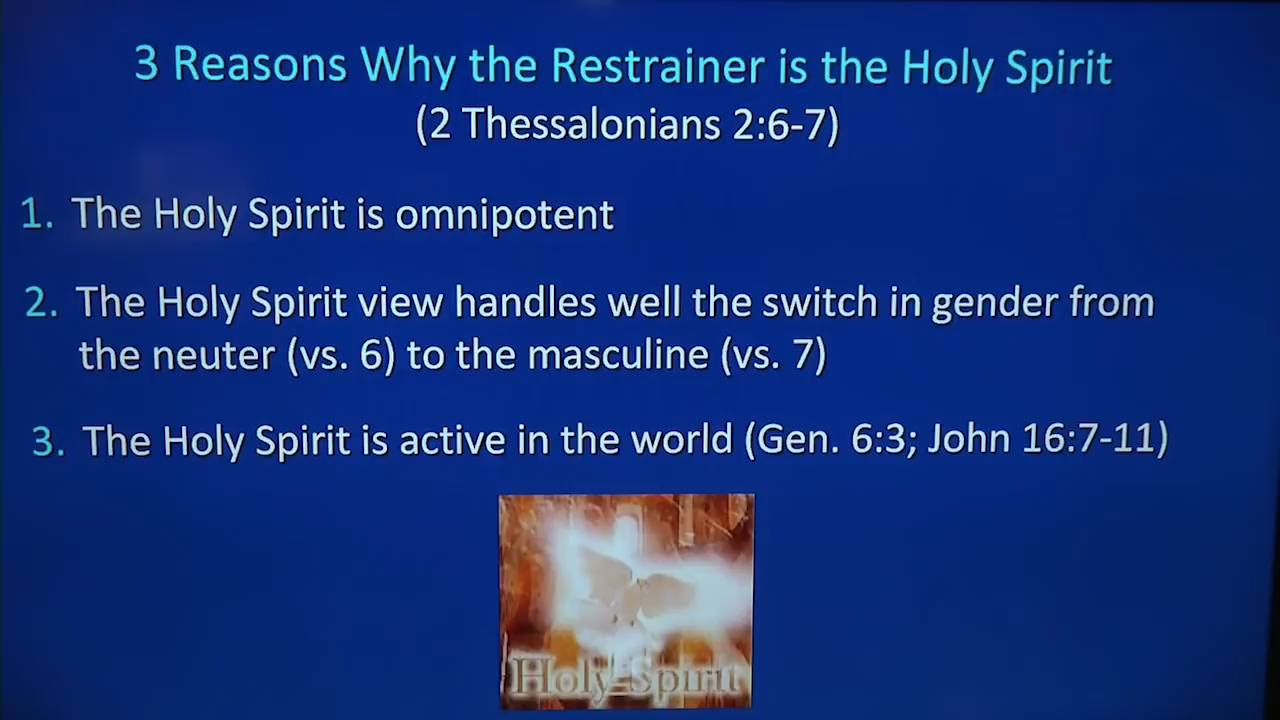 3 Reasons Why the Restrainer is the Holy Spirit
(2 Thessalonians 2:6-7)
1. The Holy Spirit is omnipotent
2. The Holy Spirit view handles well the switch in gender from
the neuter (vs. 6) to the masculine (vs. 7)
3. The Holy Spirit is active in the world (Gen. 6:3; John 16:7-11)
Holy Spirit